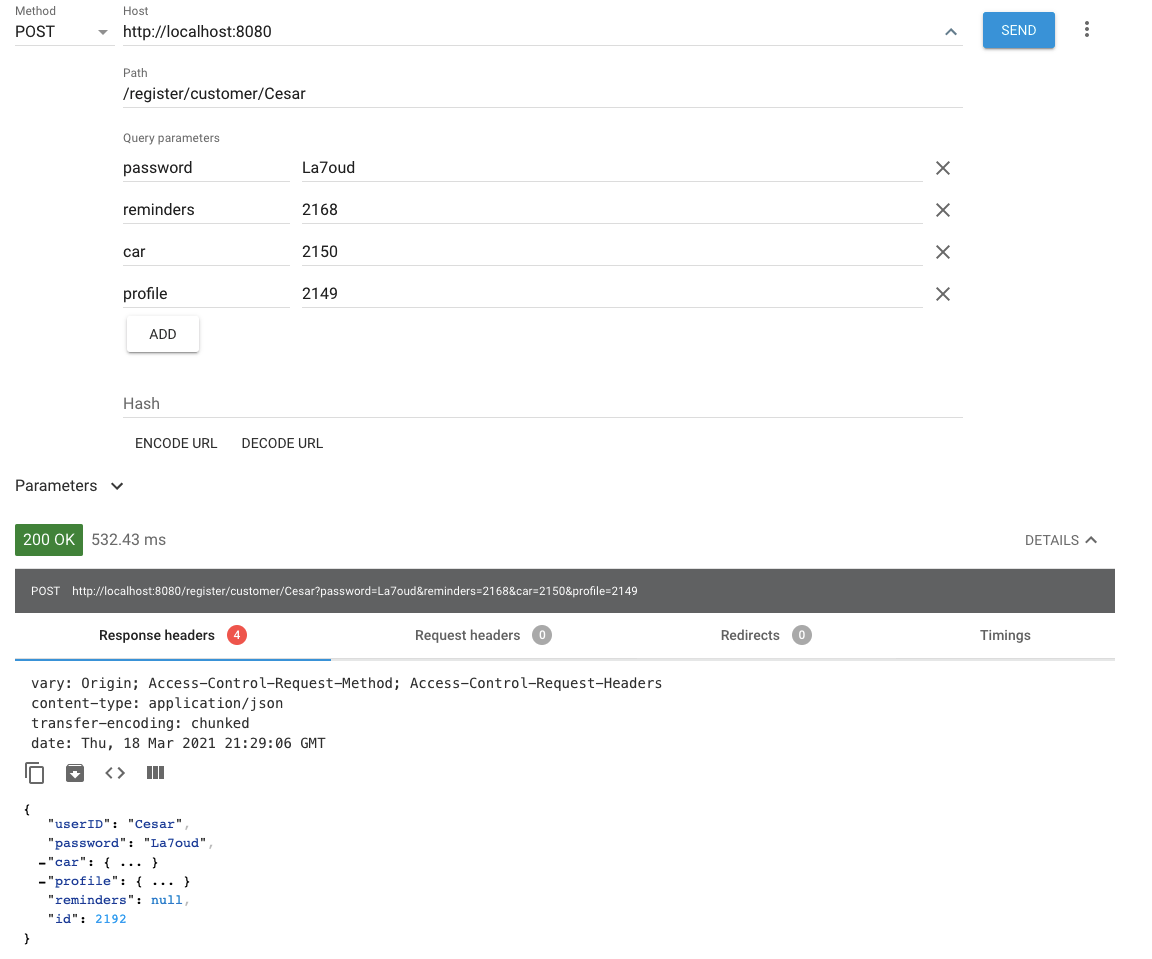 Method Host
POST http://localhost:8080 SEND
Path
/register/customer/Cesar
Query parameters
password La7oud
reminders 2168
car 2150
profile 2149
ADD
Hash
ENCODE URL DECODE URL
Parameters
200 OK 532.43 ms DETAILS
POST http://localhost:8080/register/customer/Cesar?password=La7oud&reminders=2168&car=2150&profile=2149
Response headers 4 Request headers 0 Redirects 0 Timings
vary: Origin; Access-Control-Request-Method; Access-Control-Request-Headers
content-type: application/json
transfer-encoding: chunked
date: Thu, 18 Mar 2021 21:29:06 GMT
{
"userID": "Cesar",
"password": "La7oud",
-"car": { ... }
-"profile": { ... }
"reminders": null,
"id": 2192
}